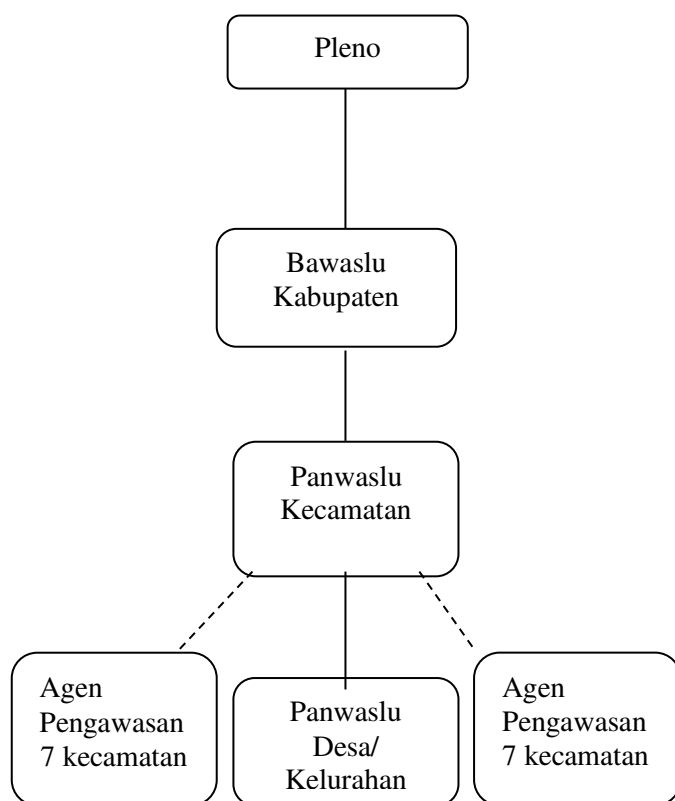 Pleno
Bawaslu
Kabupaten
Panwaslu
Kecamatan
Agen
Pengawasan
7 kecamatan
Panwaslu
Desa/
Kelurahan
Agen
Pengawasan
7 kecamatan